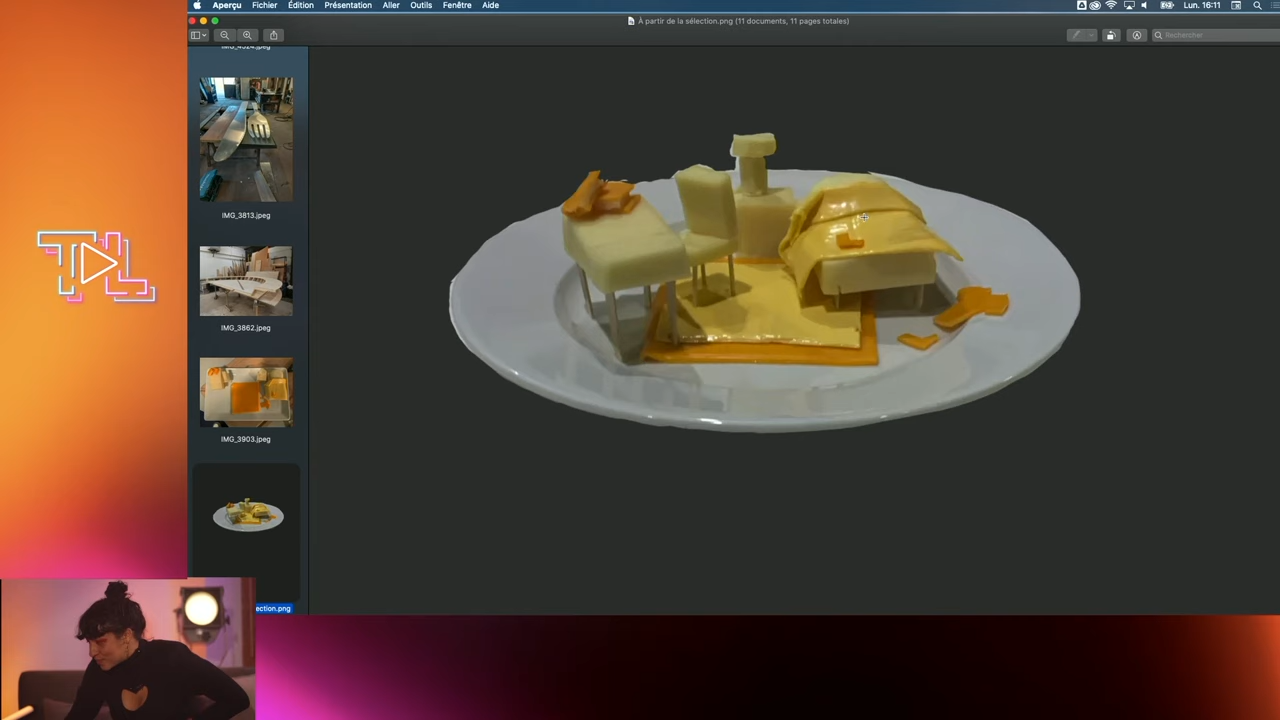 Aperçu Fichier Édition Présentation Aller Outils Fenêtre Aide Lun. 16:11
À partir de la sélection.png (11 documents, 11 pages totales)
Rechercher
IMG_3813.jpeg
IMG_3862.jpeg
IMG_3903.jpeg
ection.png